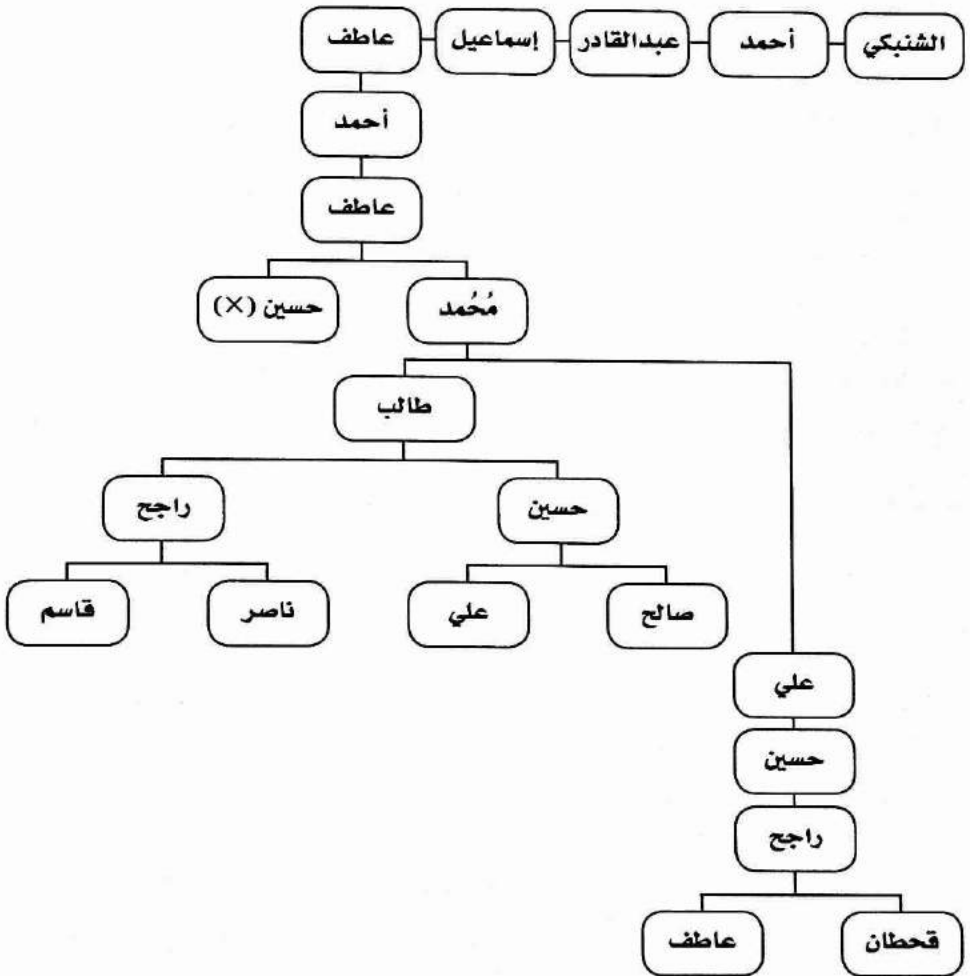 الشنبكي أحمد عبدالقادر إسماعيل عاطف
أحمد
عاطف
مُحُمد حسين (×)
طالب
حسين راجح
صالح علي ناصر قاسم
علي
حسين
راجح
قحطان عاطف